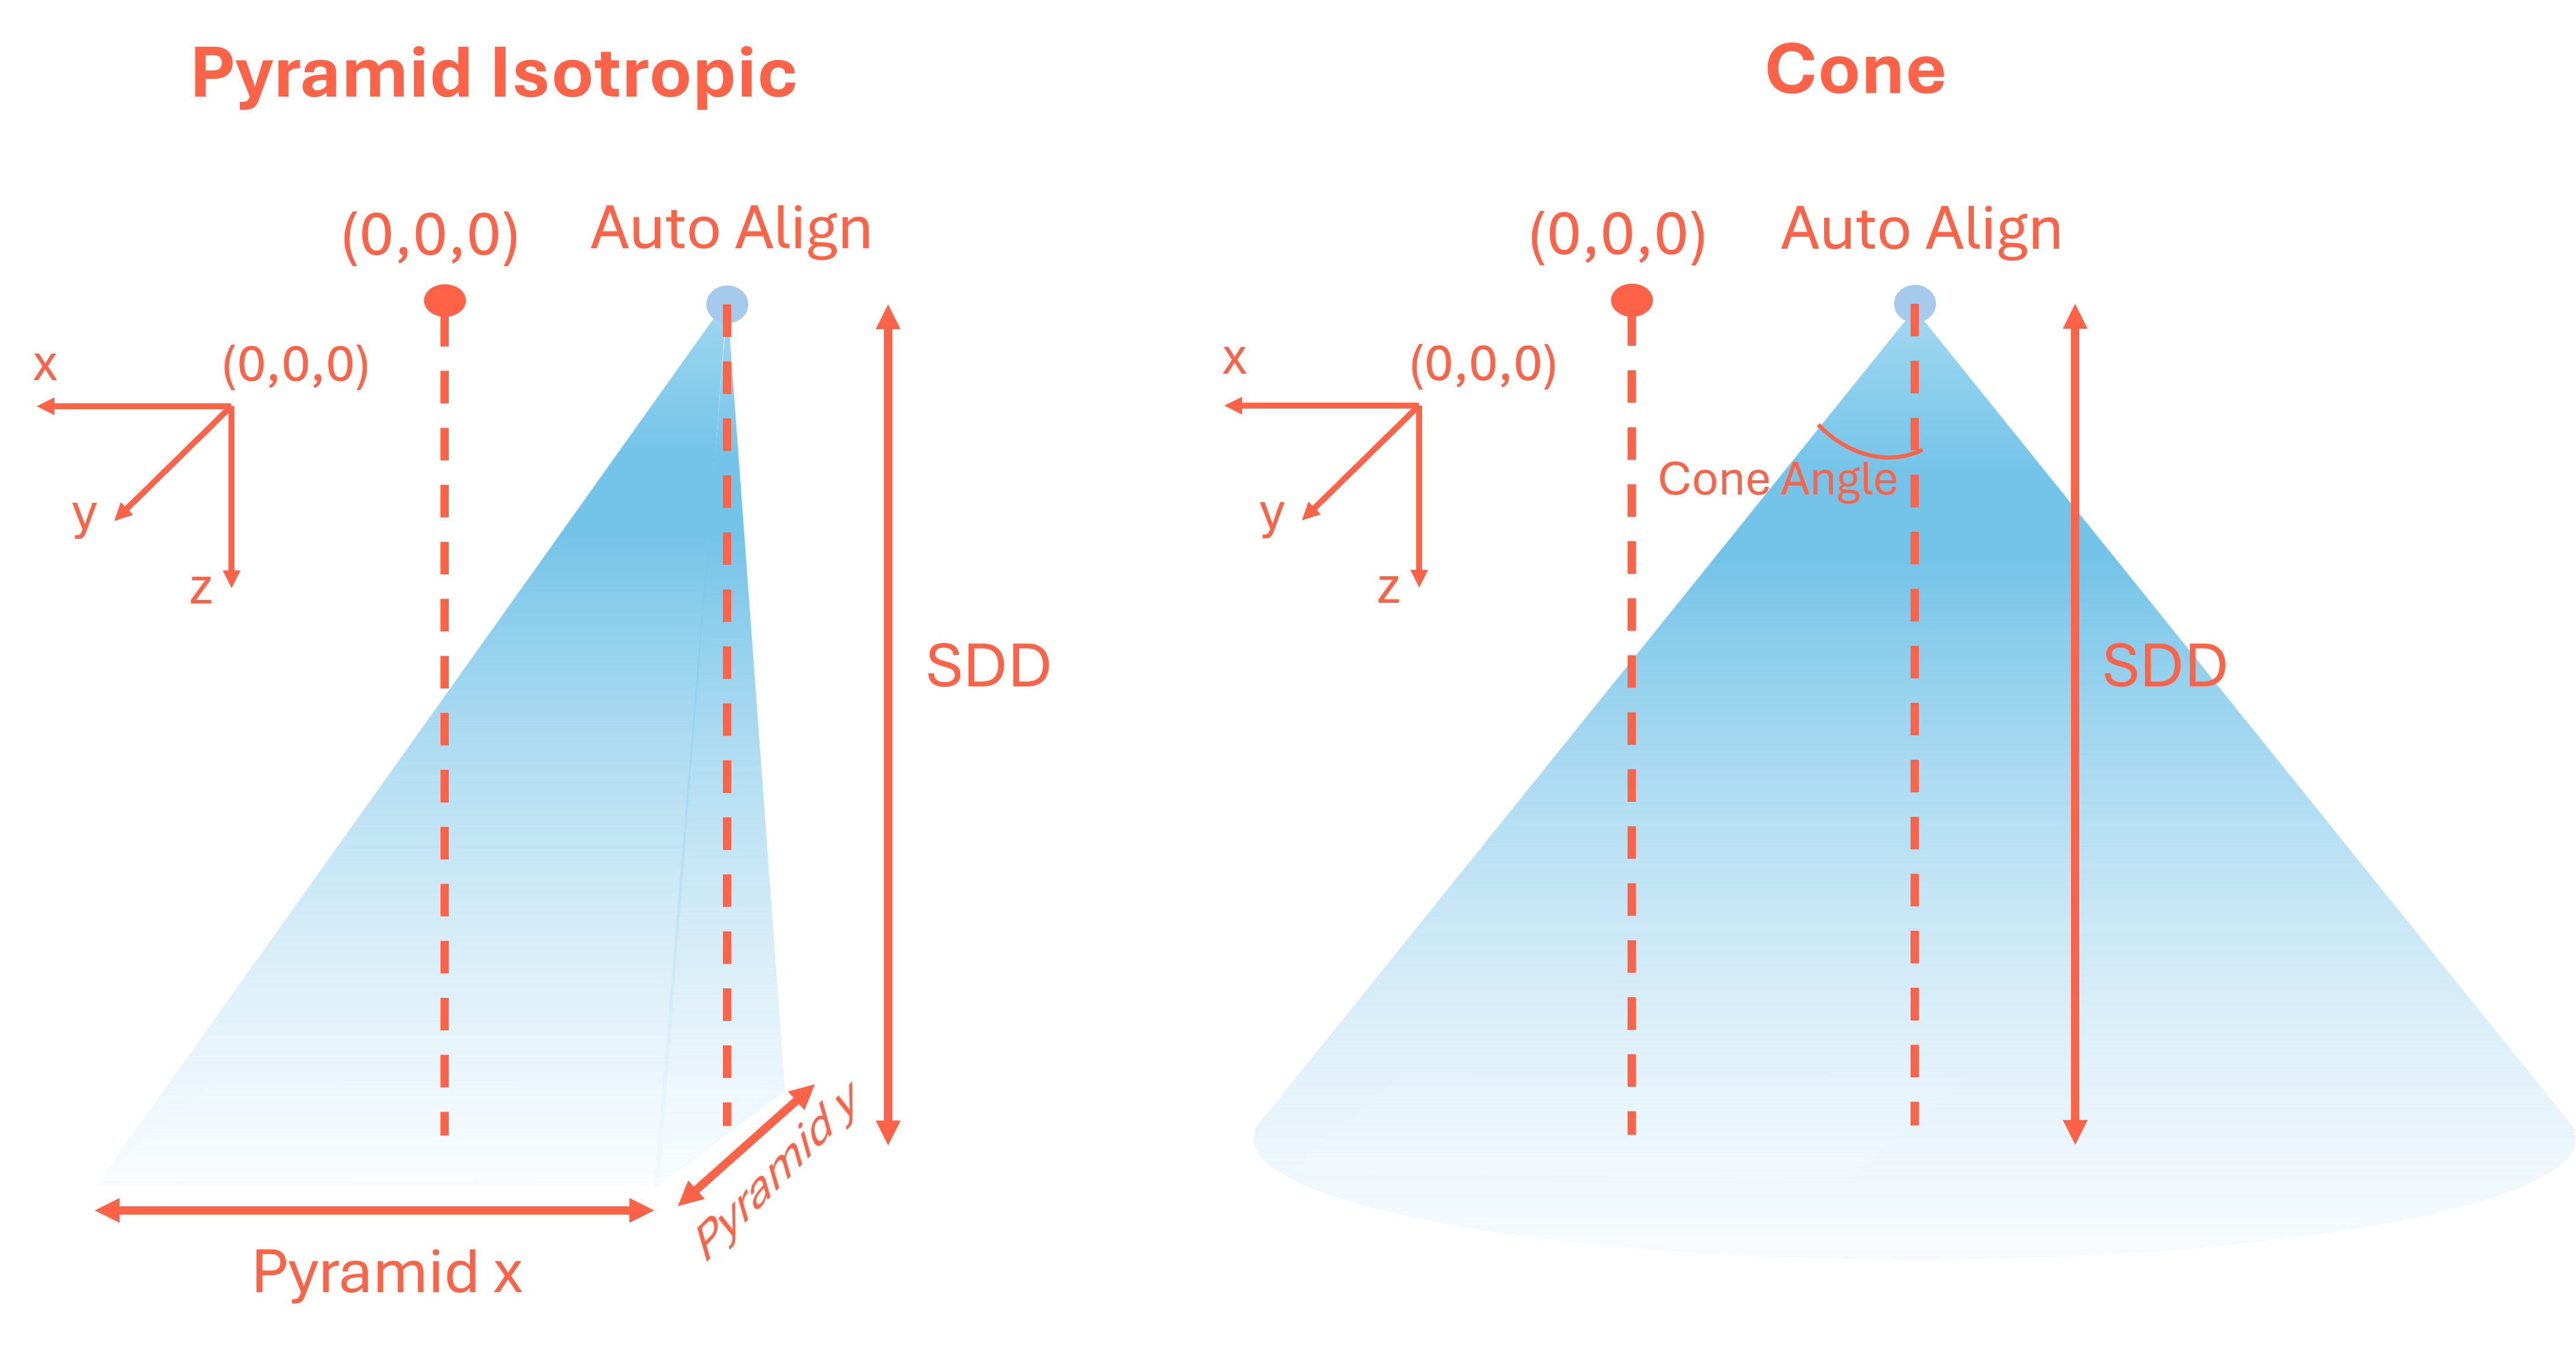 Pyramid Isotropic
(0,0,0)
Auto Align
x
(0,0,0)
y
z
SDD
Pyramid y
Pyramid x
Cone
(0,0,0)
Auto Align
x
(0,0,0)
Cone Angle
y
z
SDD